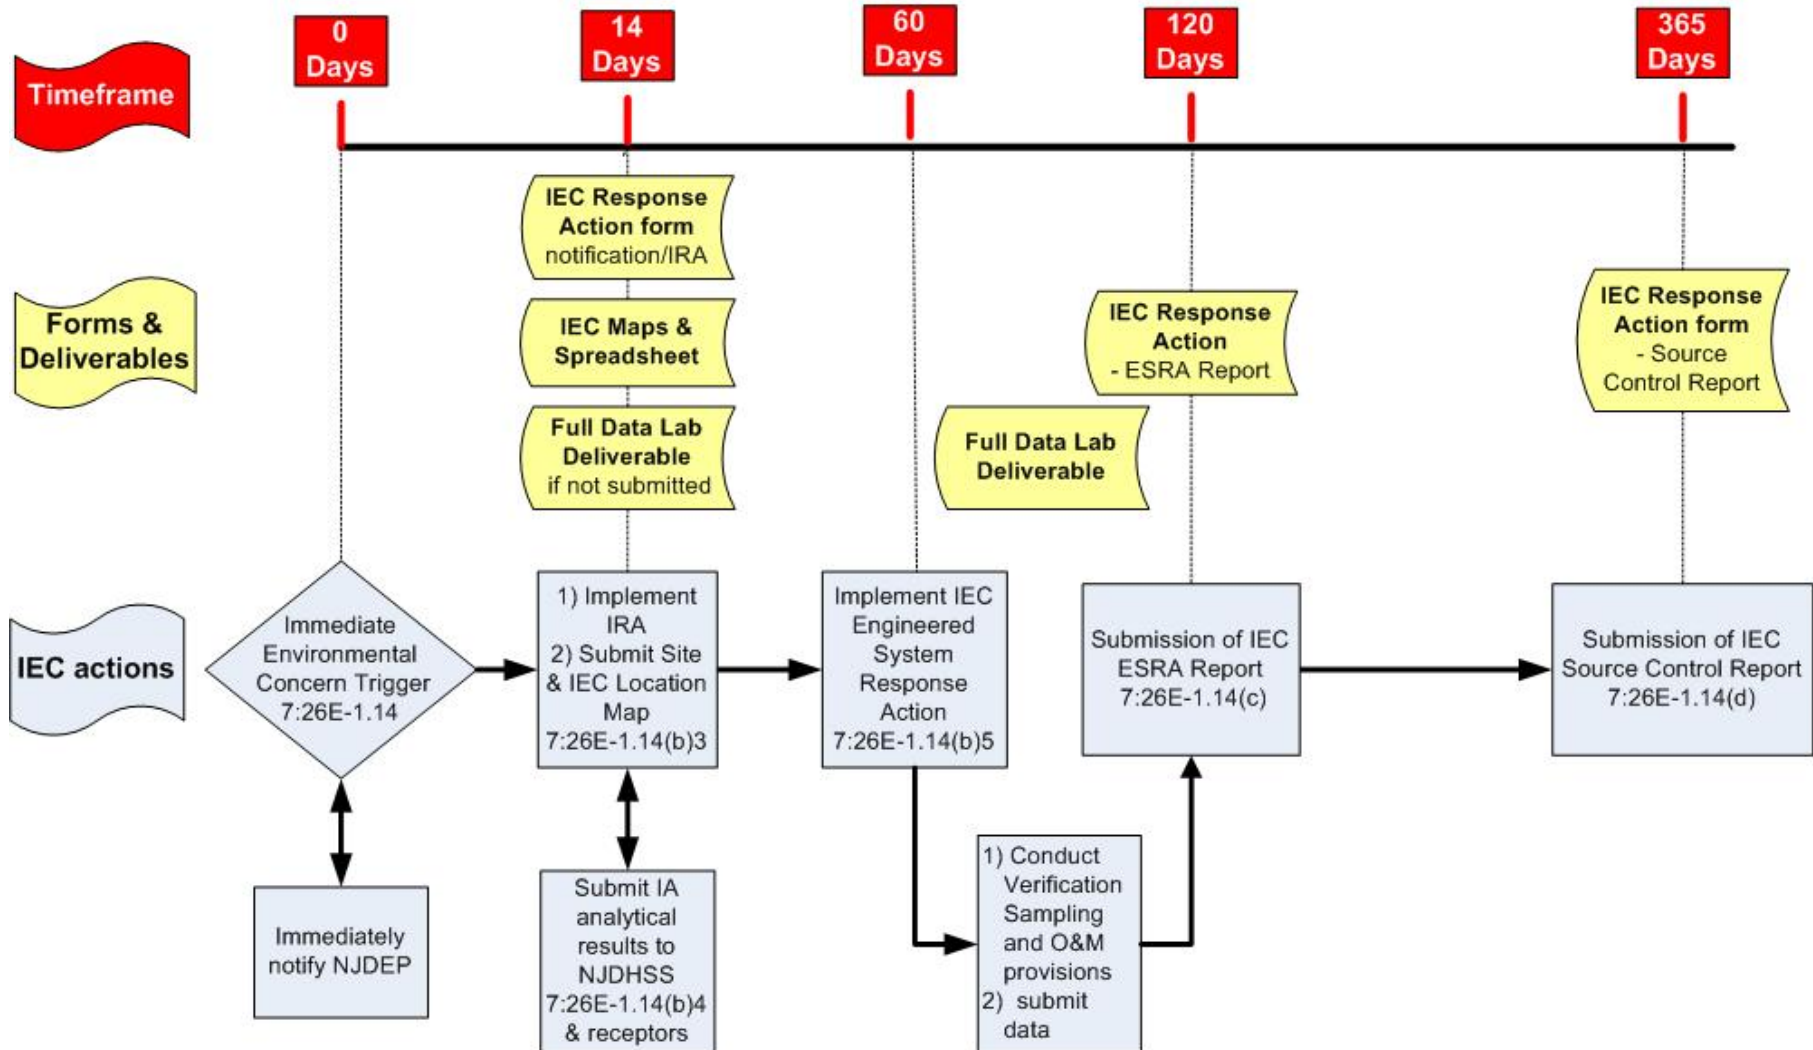 Timeframe
0
Days
14
Days
60
Days
120
Days
365
Days
Forms &
Deliverables
IEC Response
Action form
notification/IRA
IEC Maps &
Spreadsheet
Full Data Lab
Deliverable
if not submitted
Full Data Lab
Deliverable
IEC Response
Action
- ESRA Report
IEC Response
Action form
- Source
Control Report
IEC actions
Immediate
Environmental
Concern Trigger
7:26E-1.14
1) Implement
IRA
2) Submit Site
& IEC Location
Map
7:26E-1.14(b)3
Implement IEC
Engineered
System
Response
Action
7:26E-1.14(b)5
Submission of IEC
ESRA Report
7:26E-1.14(c)
Submission of IEC
Source Control Report
7:26E-1.14(d)
Immediately
notify NJDEP
Submit IA
analytical
results to
NJDHSS
7:26E-1.14(b)4
& receptors
1) Conduct
Verification
Sampling
and O&M
provisions
2) submit
data